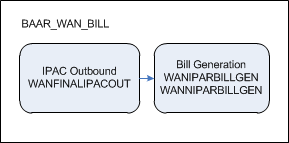 BAAR_WAN_BILL
IPAC Outbound
WANFINALIPACOUT
Bill Generation
WANIPARBILLGEN
WANNIPARBILLGEN